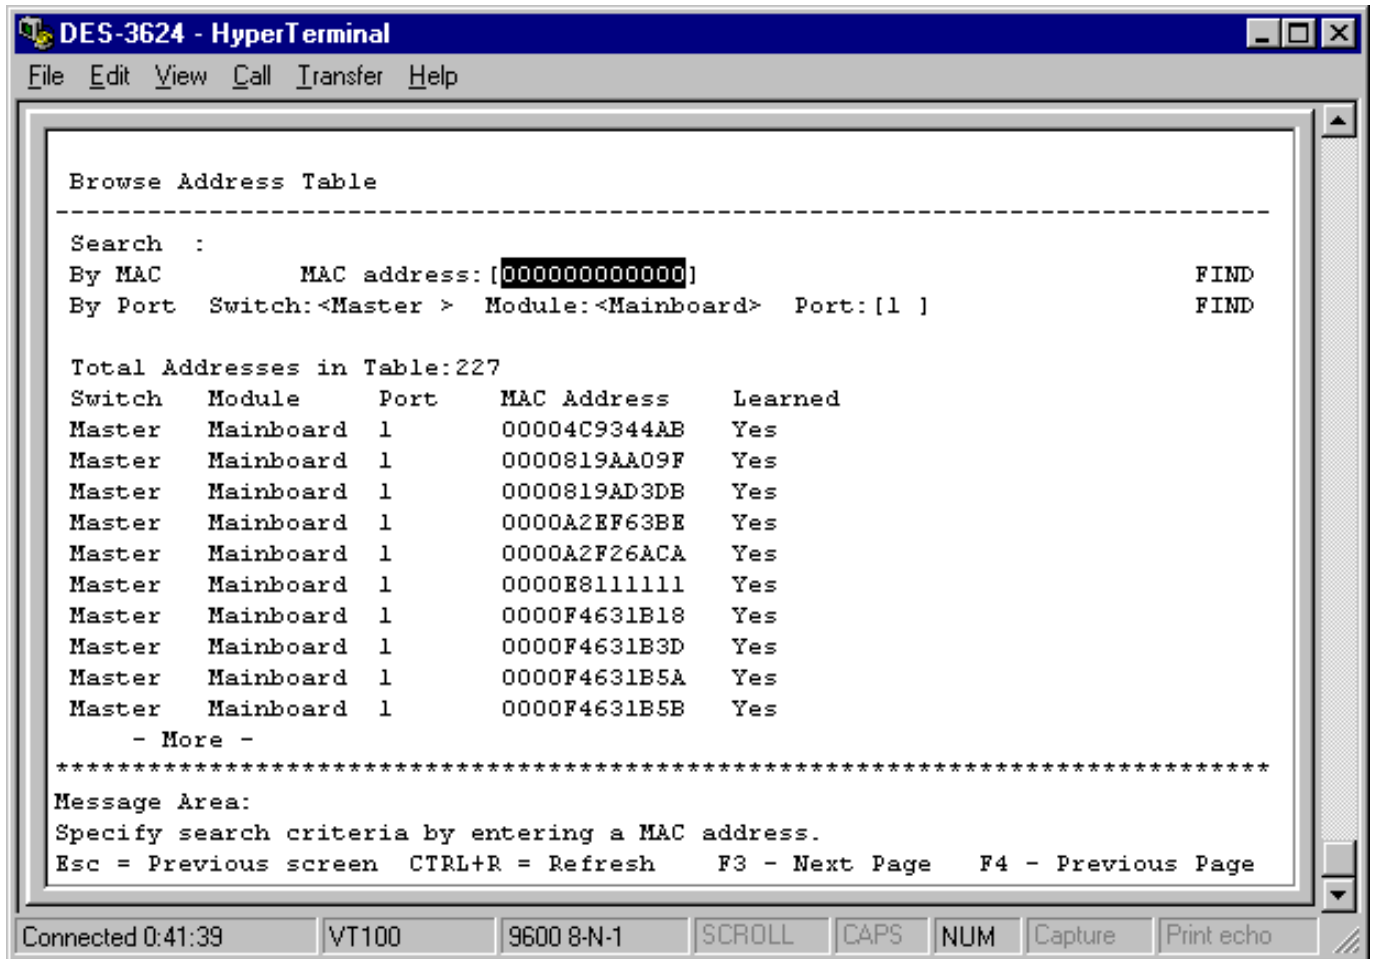 DES-3624 - HyperTerminal
File Edit View Call Transfer Help
Browse Address Table
-------------------------------------------------------------------------------
Search :
By MAC MAC address:[000000000000] FIND
By Port Switch:<Master > Module:<Mainboard> Port:[1 ] FIND
Total Addresses in Table:227
Switch Module Port MAC Address Learned
Master Mainboard 1 00004C9344AB Yes
Master Mainboard 1 0000819AA09F Yes
Master Mainboard 1 0000819AD3DB Yes
Master Mainboard 1 0000A2EF63BE Yes
Master Mainboard 1 0000A2F26ACA Yes
Master Mainboard 1 0000E8111111 Yes
Master Mainboard 1 0000F4631B18 Yes
Master Mainboard 1 0000F4631B3D Yes
Master Mainboard 1 0000F4631B5A Yes
Master Mainboard 1 0000F4631B5B Yes
- More -
*******************************************************************************
Message Area:
Specify search criteria by entering a MAC address.
Esc = Previous screen CTRL+R = Refresh F3 - Next Page F4 - Previous Page
Connected 0:41:39 VT100 9600 8-N-1 SCROLL CAPS NUM Capture Print echo